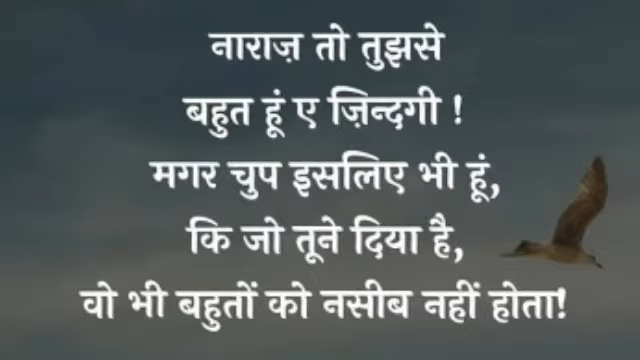 नाराज़ तो तुझसे
बहुत हूं ए ज़िन्दगी !
मगर चुप इसलिए भी हूं,
कि जो तूने दिया है,
वो भी बहुतों को नसीब नहीं होता!